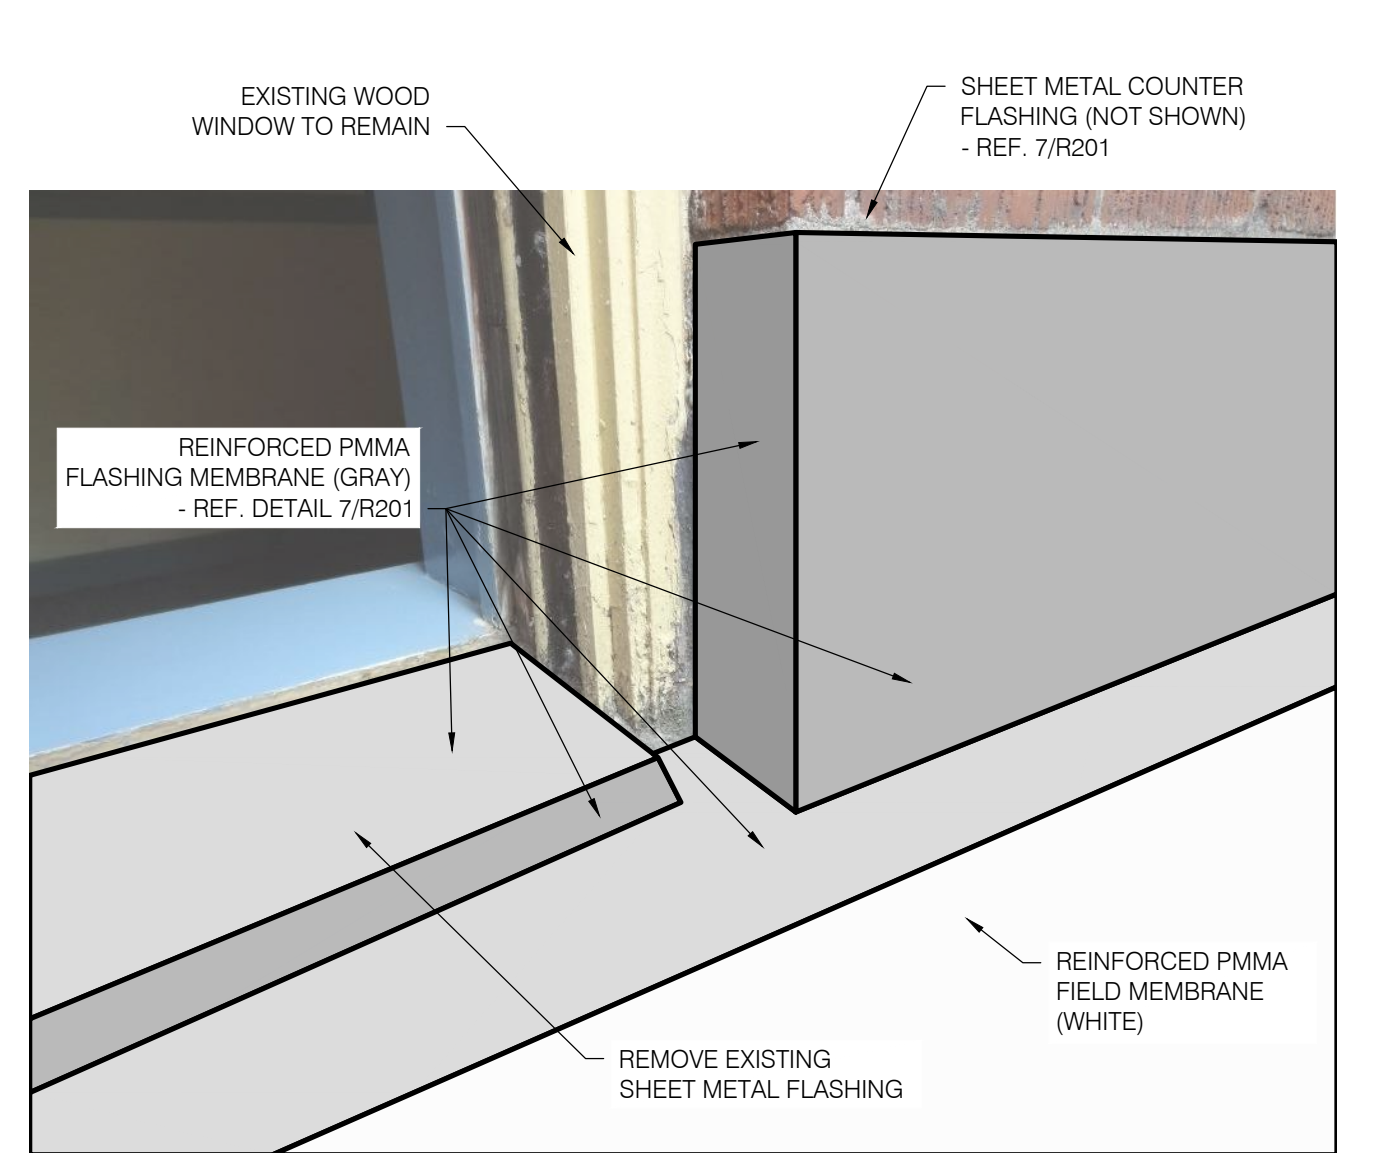 EXISTING WOOD
WINDOW TO REMAIN
SHEET METAL COUNTER
FLASHING (NOT SHOWN)
- REF. 7/R201
REINFORCED PMMA
FLASHING MEMBRANE (GRAY)
- REF. DETAIL 7/R201
REINFORCED PMMA
FIELD MEMBRANE
(WHITE)
REMOVE EXISTING
SHEET METAL FLASHING